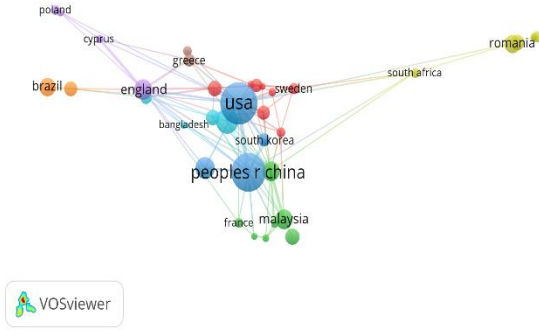 poland
cyprus
romania
greece
south africa
brazil
england
sweden
usa
bangladesh
south korea
peoples r china
france
malaysia
VOSviewer